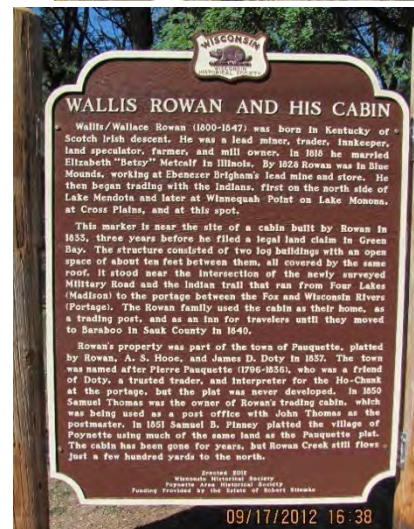 WISCONSIN
WISCONSIN
HISTORICAL SOCIETY
WALLIS ROWAN AND HIS CABIN
Wallis/Wallace Rowan (1800-1847) was born in Kentucky of
Scotch Irish descent. He was a lead miner, trader, innkeeper,
land speculator, farmer, and mill owner. In 1818 he married
Elizabeth "Betsy" Metcalf in Illinois. By 1828 Rowan was in Blue
Mounds, working at Ebenezer Brigham's lead mine and store. He
then began trading with the Indians, first on the north side of
Lake Mendota and later at Winnequah Point on Lake Monona,
at Cross Plains, and at this spot.
This marker is near the site of a cabin built by Rowan in
1833, three years before he filed a legal land claim in Green
Bay. The structure consisted of two log buildings with an open
space of about ten feet between them, all covered by the same
roof. It stood near the intersection of the newly surveyed
Military Road and the Indian trail that ran from Four Lakes
(Madison) to the portage between the Fox and Wisconsin Rivers
(Portage). The Rowan family used the cabin as their home, as
a trading post, and as an inn for travelers until they moved
to Baraboo in Sauk County in 1840.
Rowan's property was part of the town of Pauquette, platted
by Rowan, A. S. Hooe, and James D. Doty in 1837. The town
was named after Pierre Pauquette (1796-1836), who was a friend
of Doty, a trusted trader, and interpreter for the Ho-Chunk
at the portage, but the plat was never developed. In 1850
Samuel Thomas was the owner of Rowan's trading cabin, which
was being used as a post office with John Thomas as the
postmaster. In 1851 Samuel B. Pinney platted the village of
Poynette using much of the same land as the Pauquette plat.
The cabin has been gone for years, but Rowan Creek still flows
just a few hundred yards to the north.
Erected 2012
Wisconsin Historical Society
Poynette Area Historical Society
Funding Provided by the Estate of Robert
09/17/2012 16:38